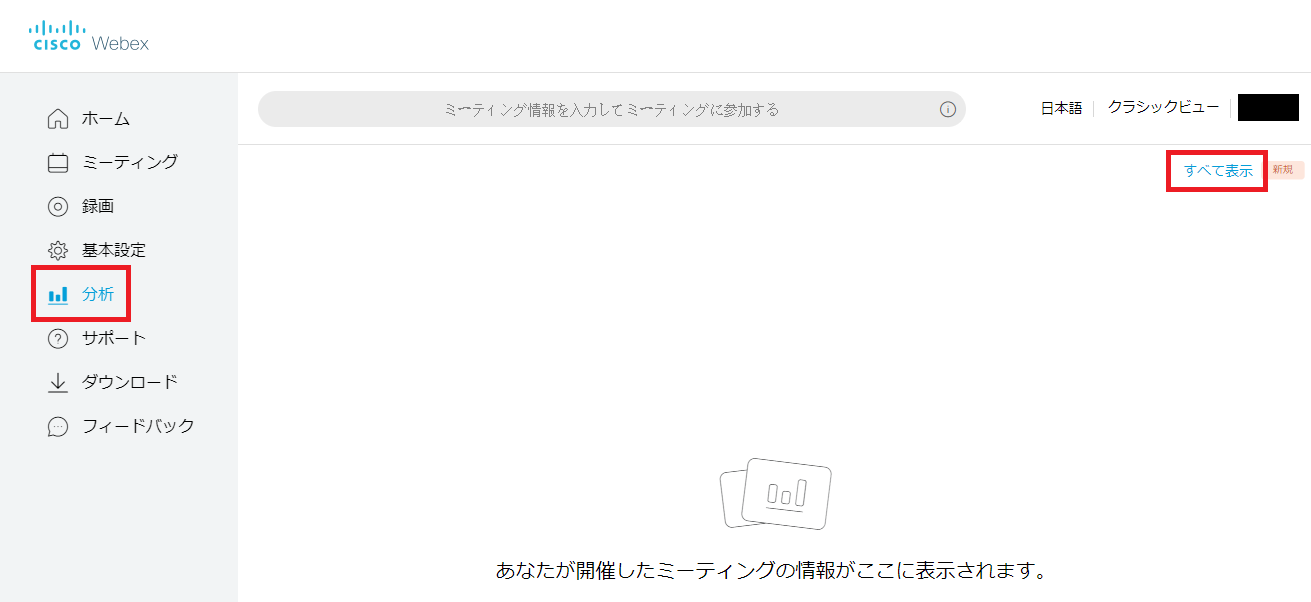 CISCO Webex
ホーム
ミーティング
録画
基本設定
分析
サポート
ダウンロード
フィードバック
ミーティング情報を入力してミーティングに参加する
日本語 クラシックビュー
すべて表示 新規
あなたが開催したミーティングの情報がここに表示されます。